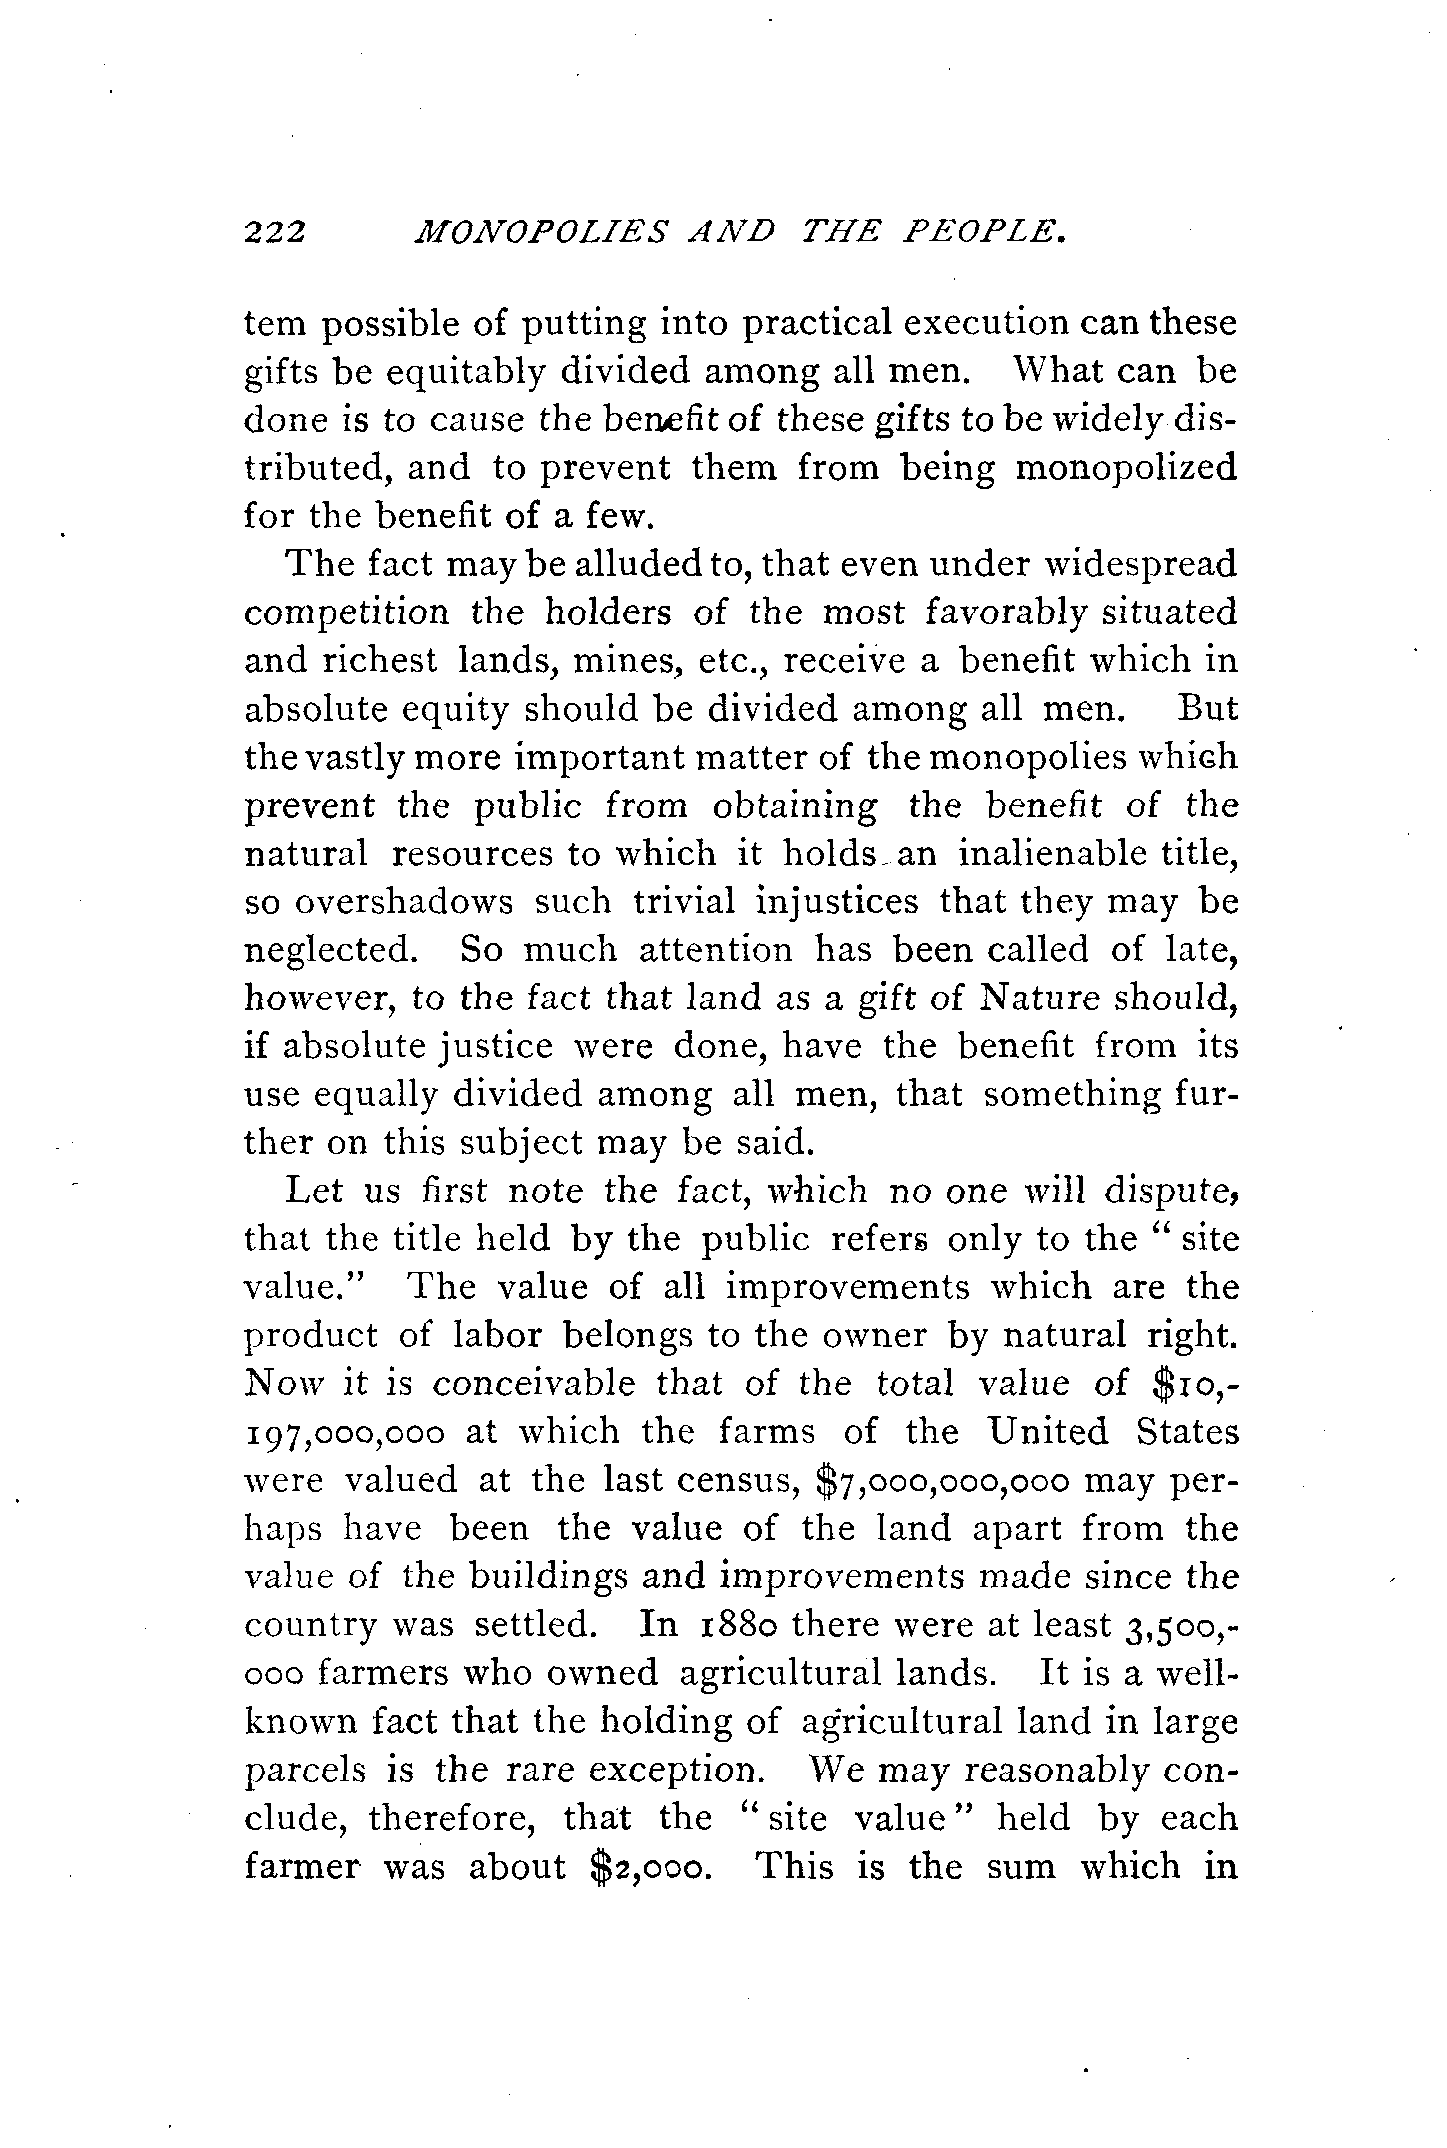 222 MONOPOLIES AND THE PEOPLE.
tem possible of putting into practical execution can these
gifts be equitably divided among all men. What can be
done is to cause the benefit of these gifts to be widely dis-
tributed, and to prevent them from being monopolized
for the benefit of a few.
The fact may be alluded to, that even under widespread
competition the holders of the most favorably situated
and richest lands, mines, etc., receive a benefit which in
absolute equity should be divided among all men. But
the vastly more important matter of the monopolies which
prevent the public from obtaining the benefit of the
natural resources to which it holds an inalienable title,
so overshadows such trivial injustices that they may be
neglected. So much attention has been called of late,
however, to the fact that land as a gift of Nature should,
if absolute justice were done, have the benefit from its
use equally divided among all men, that something fur-
ther on this subject may be said.
Let us first note the fact, which no one will dispute,
that the title held by the public refers only to the " site
value." The value of all improvements which are the
product of labor belongs to the owner by natural right.
Now it is conceivable that of the total value of $10,-
197,000,000 at which the farms of the United States
were valued at the last census, $7,000,000,000 may per-
haps have been the value of the land apart from the
value of the buildings and improvements made since the
country was settled. In 1880 there were at least 3,500,-
000 farmers who owned agricultural lands. It is a well-
known fact that the holding of agricultural land in large
parcels is the rare exception. We may reasonably con-
clude, therefore, that the " site value " held by each
farmer was about $2,000. This is the sum which in